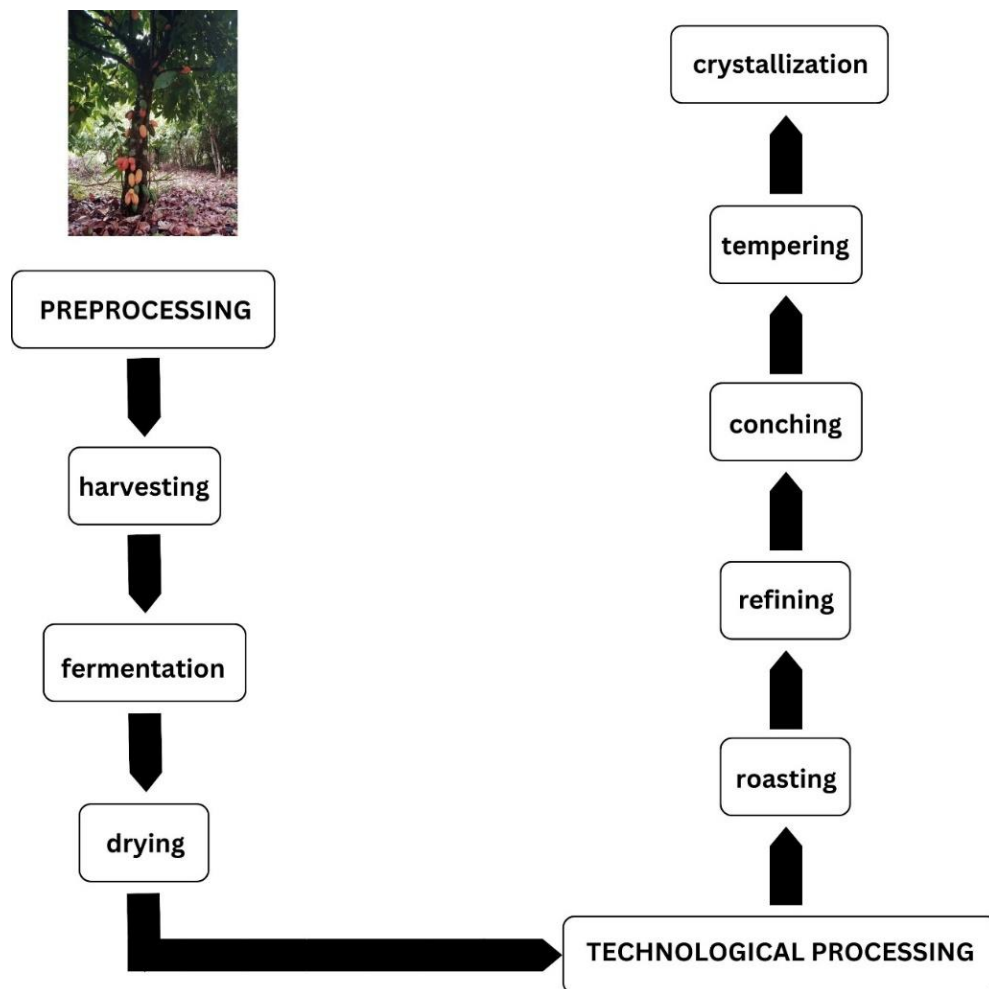 PREPROCESSING
harvesting
fermentation
drying
TECHNOLOGICAL PROCESSING
roasting
refining
conching
tempering
crystallization